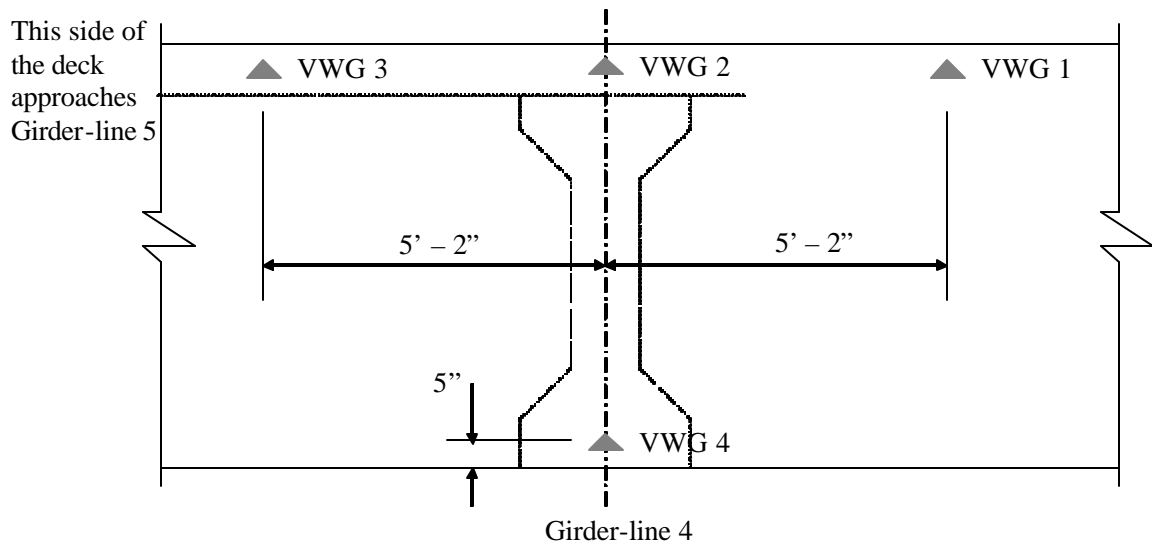 This side of
the deck
approaches
Girder-line 5
VWG 3
VWG 2
VWG 1
5’ – 2”
5’ – 2”
5”
VWG 4
Girder-line 4